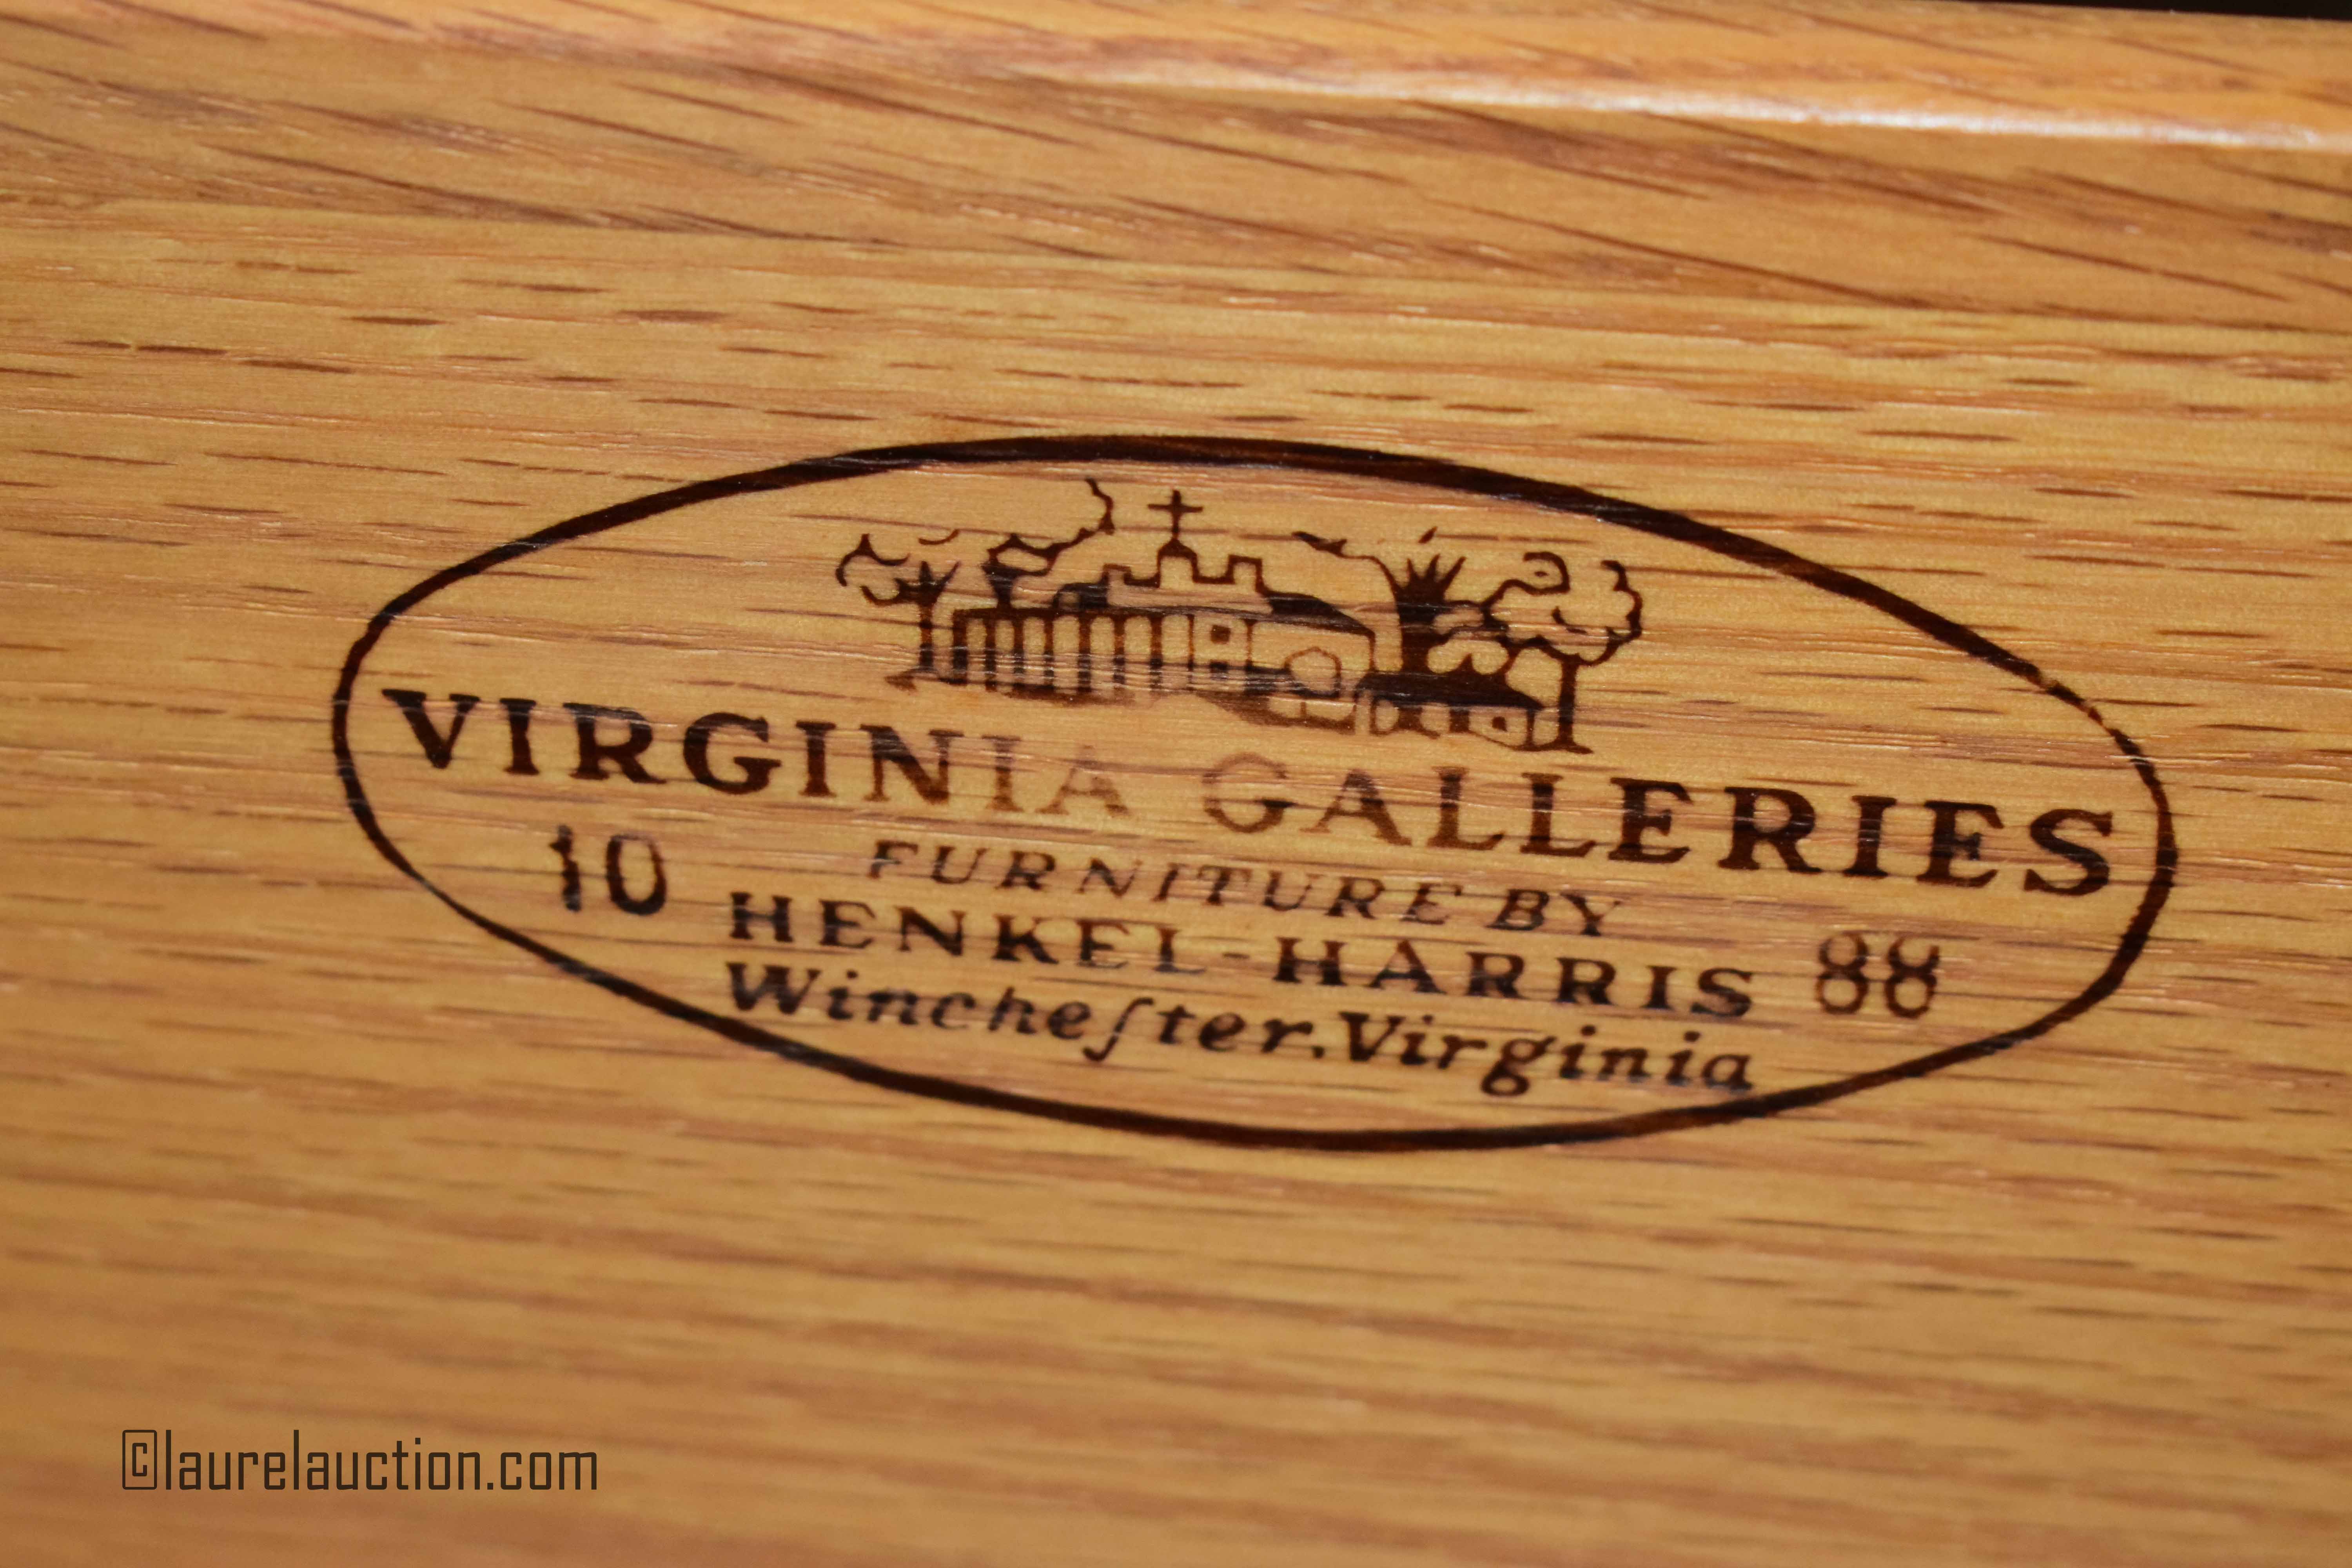 VIRGINIA GALLERIES
FURNITURE BY
10 HENKEL-HARRIS 88
Wincheſter, Virginia
©laurelauction.com